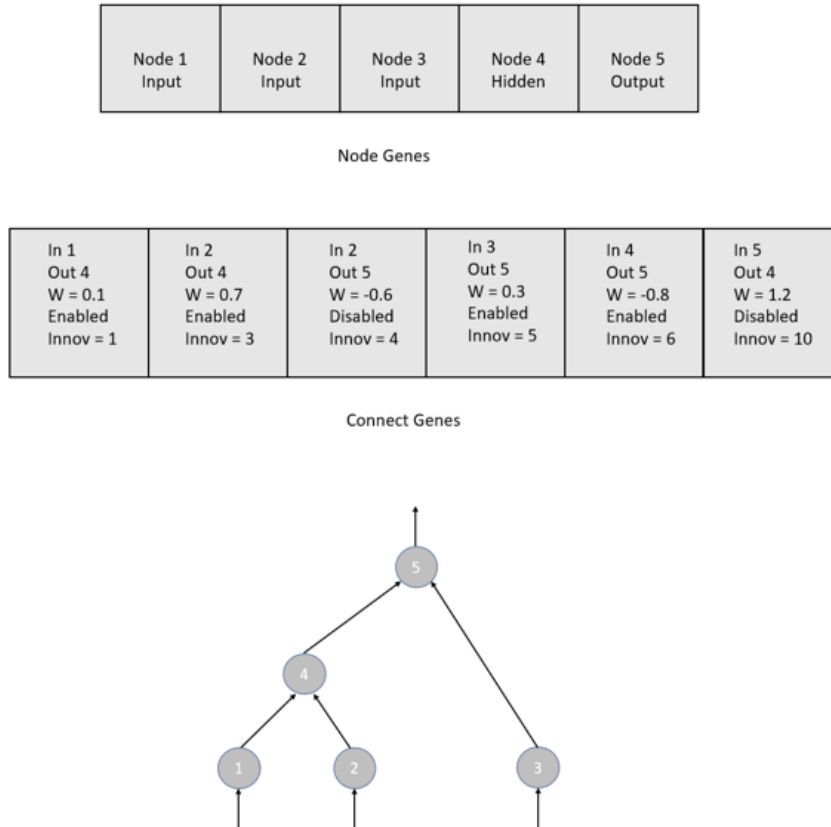 Node 1
Input
Node 2
Input
Node 3
Input
Node 4
Hidden
Node 5
Output
Node Genes
In 1
Out 4
W = 0.1
Enabled
Innov = 1
In 2
Out 4
W = 0.7
Enabled
Innov = 3
In 2
Out 5
W = -0.6
Disabled
Innov = 4
In 3
Out 5
W = 0.3
Enabled
Innov = 5
In 4
Out 5
W = -0.8
Enabled
Innov = 6
In 5
Out 4
W = 1.2
Disabled
Innov = 10
Connect Genes
5
4
1
2
3